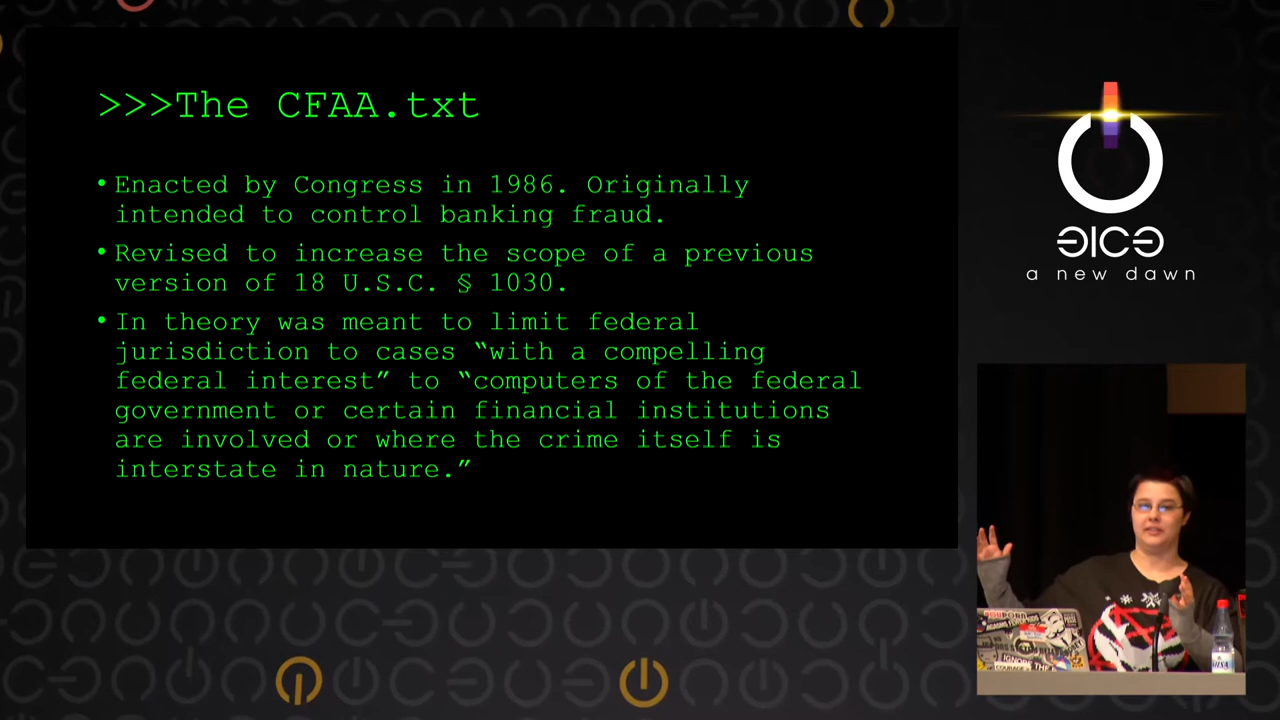 >>>The CFAA.txt
• Enacted by Congress in 1986. Originally
intended to control banking fraud.
• Revised to increase the scope of a previous
version of 18 U.S.C. § 1030.
• In theory was meant to limit federal
jurisdiction to cases “with a compelling
federal interest” to “computers of the federal
government or certain financial institutions
are involved or where the crime itself is
interstate in nature.”
a new dawn